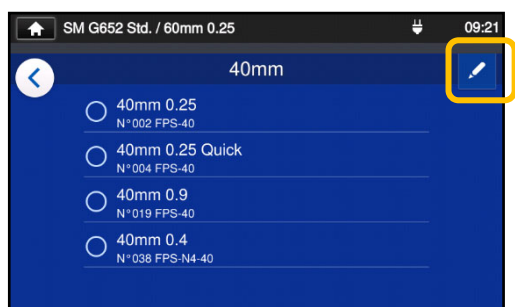 SM G652 Std. / 60mm 0.25 09:21
40mm
40mm 0.25
N°002 FPS-40
40mm 0.25 Quick
N°004 FPS-40
40mm 0.9
N°019 FPS-40
40mm 0.4
N°038 FPS-N4-40